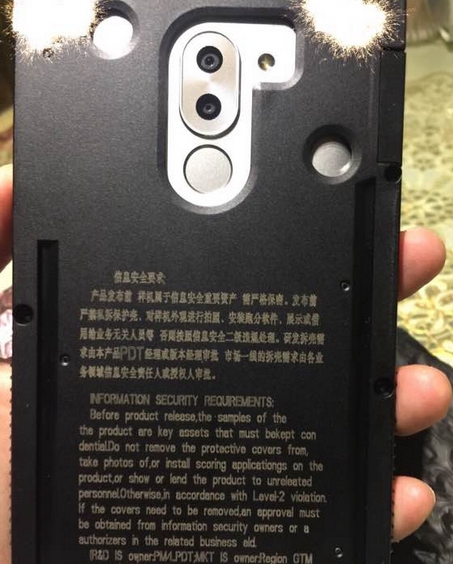 信息安全要求:
产品发布前 样机属于信息安全重要资产 需严格保密。发布前
严禁私拆保护壳、对样机外观进行拍照、安装跑分软件、展示或借
用给业务无关人员等 否则按照信息安全二级违规处理。研发拆壳需
求由本产品PDT经理或版本经理审批 市场一线的拆壳需求由各业
务领域信息安全责任人或授权人审批。
INFORMATION SECURITY REQUIREMENTS:
Before product release,the samples of the
the product are key assets that must bekept con
dential.Do not remove the protective covers from,
take photos of,or install scoring applicationgs on the
product,or show or lend the product to unreleated
personnel.Otherwise,in accordance with Level-2 violation.
If the covers need to be removed,an approval must
be obtained from information security owners or a
authorizers in the related business aid.
(R&D IS owner:PM/LPDT;MKT IS owner:Region GTM